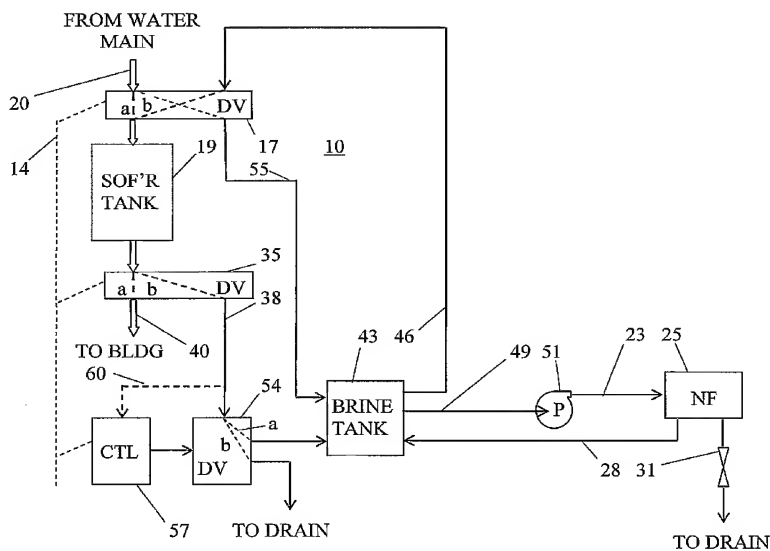 FROM WATER
MAIN
20
a b DV
17
14
19
10
SOF'R
TANK
55
35
a b DV
38
TO BLDG
40
60
43
46
49
51
23
25
54
BRINE
TANK
P
NF
a
b
DV
CTL
28
31
57
TO DRAIN
TO DRAIN